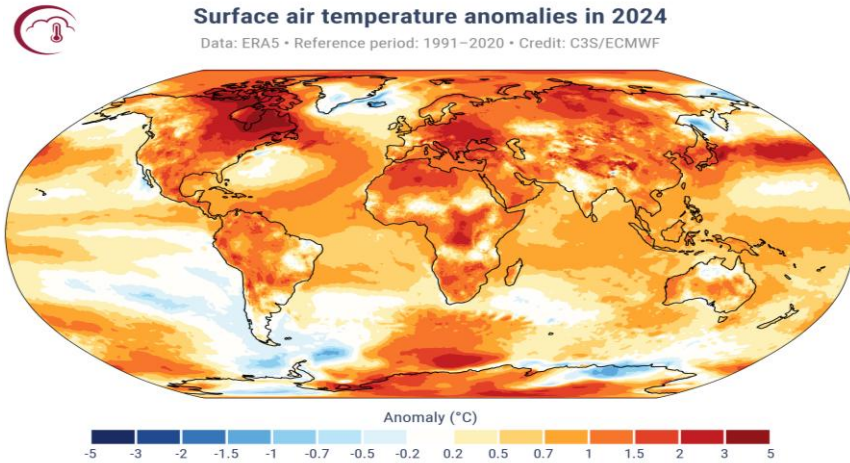 Surface air temperature anomalies in 2024
Data: ERA5 • Reference period: 1991–2020 • Credit: C3S/ECMWF
Anomaly (°C)
-5 -3 -2 -1.5 -1 -0.7 -0.5 -0.2 0.2 0.5 0.7 1 1.5 2 3 5